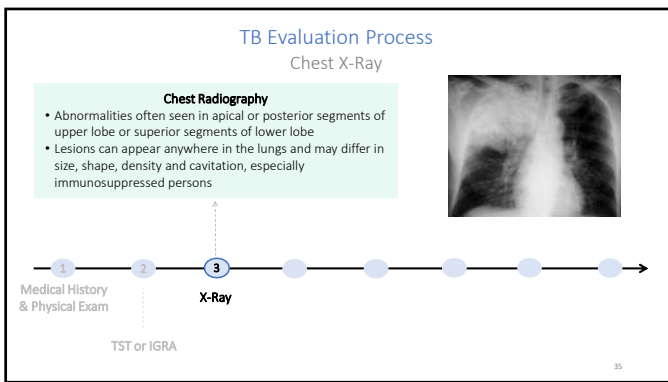 TB Evaluation Process
Chest X-Ray
Chest Radiography
• Abnormalities often seen in apical or posterior segments of
upper lobe or superior segments of lower lobe
• Lesions can appear anywhere in the lungs and may differ in
size, shape, density and cavitation, especially
immunosuppressed persons
1
2
3
Medical History
& Physical Exam
X-Ray
TST or IGRA
35